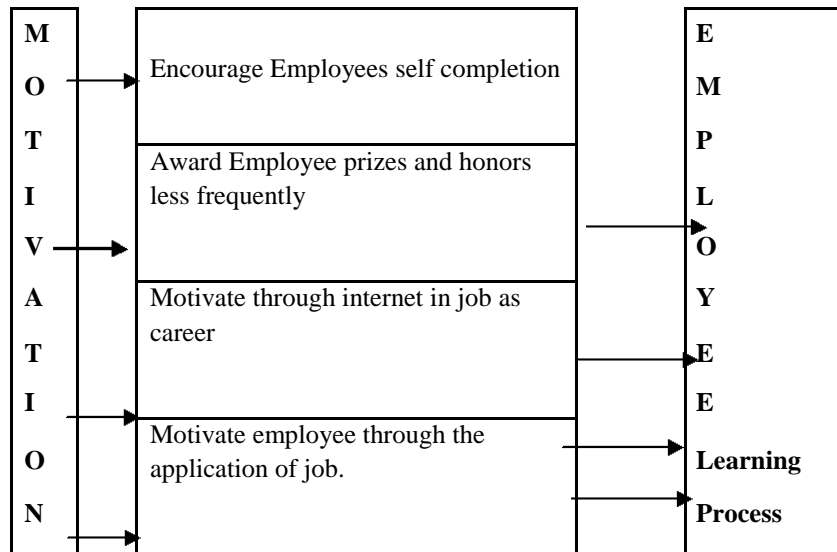 M
O
T
I
V
A
T
I
O
N
Encourage Employees self completion
Award Employee prizes and honors
less frequently
Motivate through internet in job as
career
Motivate employee through the
application of job.
E
M
P
L
O
Y
E
E
Learning
Process